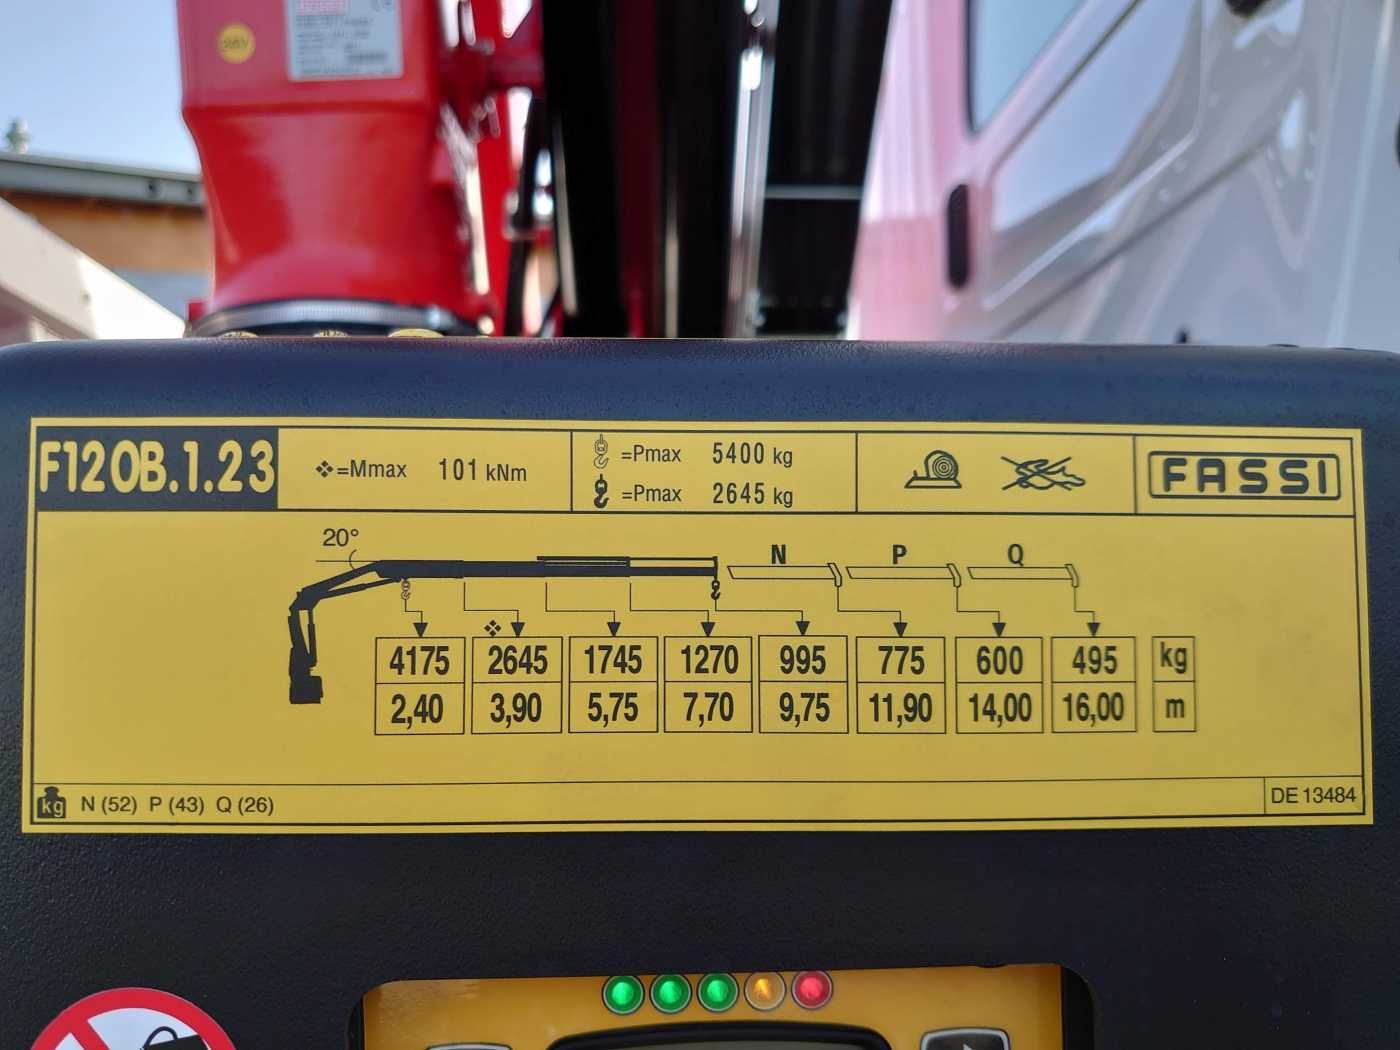 24V
F120B.1.23
❖=Mmax 101 kNm
=Pmax 5400 kg
=Pmax 2645 kg
FASSI
20°
N P Q
❖
4175 2645 1745 1270 995 775 600 495 kg
2,40 3,90 5,75 7,70 9,75 11,90 14,00 16,00 m
kg N (52) P (43) Q (26)
DE 13484